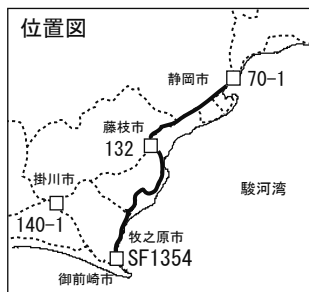 位置図
静岡市
70-1
藤枝市
132
掛川市
駿河湾
140-1
牧之原市
SF1354
御前崎市